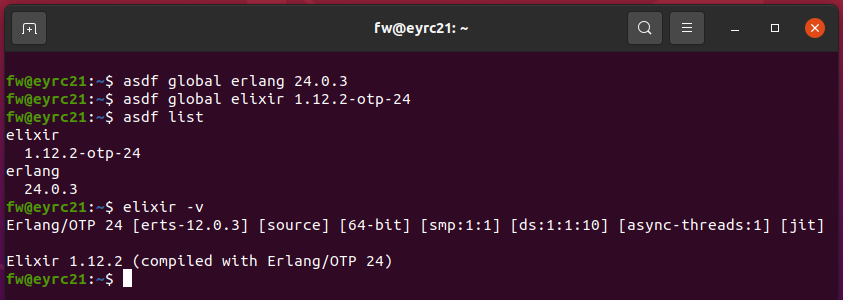 fw@eyrc21: ~
fw@eyrc21:~$ asdf global erlang 24.0.3
fw@eyrc21:~$ asdf global elixir 1.12.2-otp-24
fw@eyrc21:~$ asdf list
elixir
  1.12.2-otp-24
erlang
  24.0.3
fw@eyrc21:~$ elixir -v
Erlang/OTP 24 [erts-12.0.3] [source] [64-bit] [smp:1:1] [ds:1:1:10] [async-threads:1] [jit]
Elixir 1.12.2 (compiled with Erlang/OTP 24)
fw@eyrc21:~$